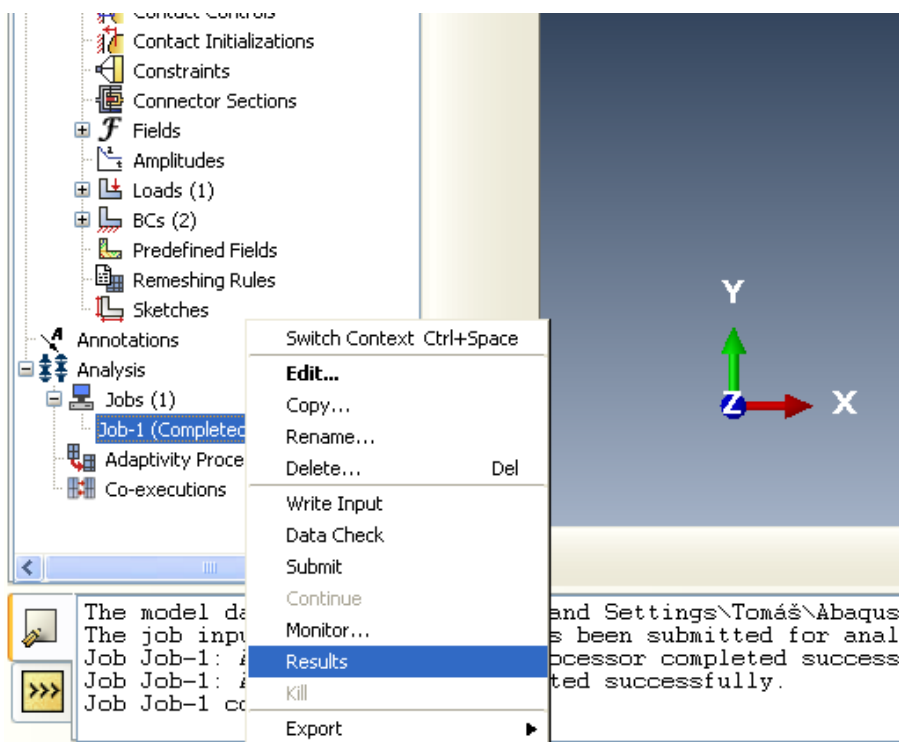 Contact Controls
Contact Initializations
Constraints
Connector Sections
Fields
Amplitudes
Loads (1)
BCs (2)
Predefined Fields
Remeshing Rules
Sketches
Annotations
Analysis
Jobs (1)
Job-1 (Completed
Adaptivity Proce
Co-executions
Switch Context Ctrl+Space
Edit...
Copy...
Rename...
Delete... Del
Write Input
Data Check
Submit
Continue
Monitor...
Results
Kill
Export
Y
Z X
The model da and Settings\Tomáš\Abaqus
The job inpu s been submitted for anal
Job Job-1: A ocessor completed success
Job Job-1: A ted successfully.
Job Job-1 co
>>>